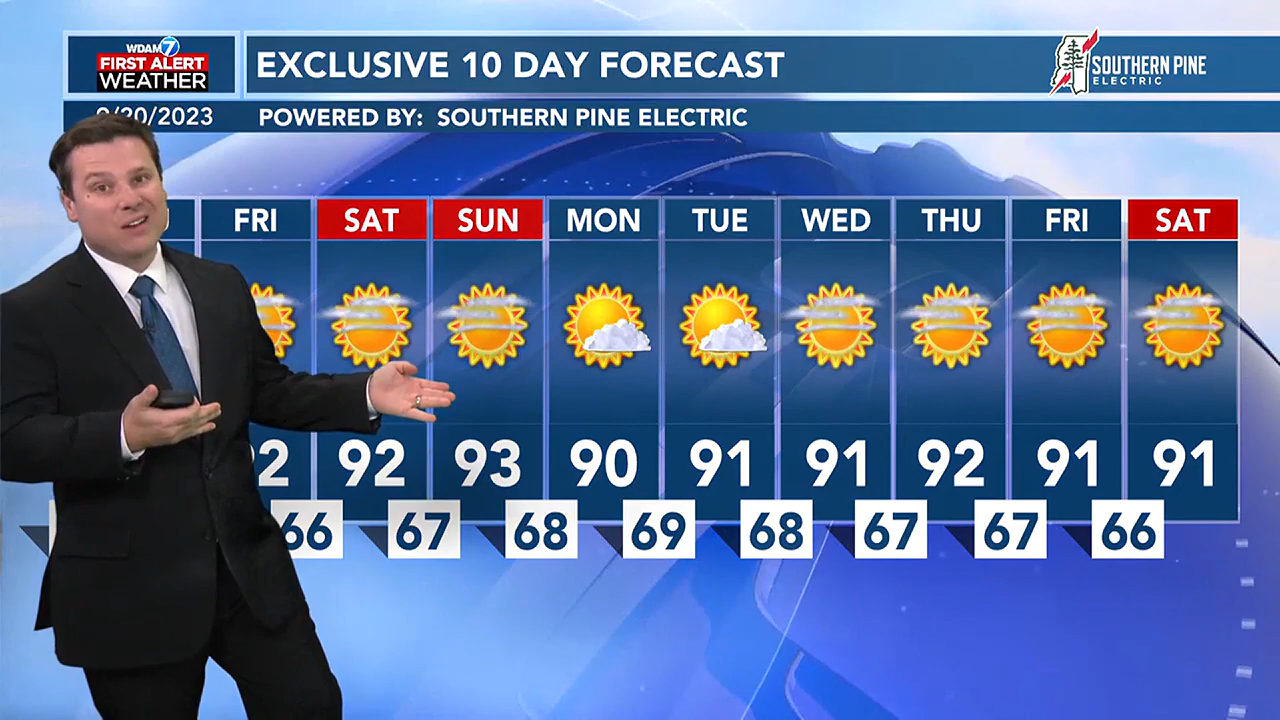 WDAM 7
FIRST ALERT
WEATHER
EXCLUSIVE 10 DAY FORECAST
SOUTHERN PINE
ELECTRIC
/20/2023
POWERED BY: SOUTHERN PINE ELECTRIC
FRI SAT SUN MON TUE WED THU FRI SAT
2 92 93 90 91 91 92 91 91
66 67 68 69 68 67 67 66